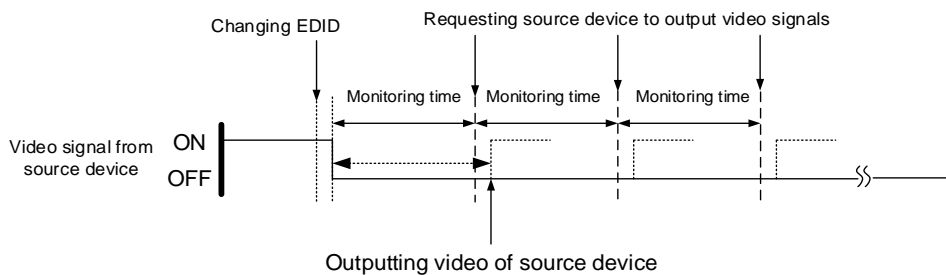 Requesting source device to output video signals
Changing EDID
Monitoring time
Monitoring time
Monitoring time
Video signal from
source device
ON
OFF
Outputting video of source device